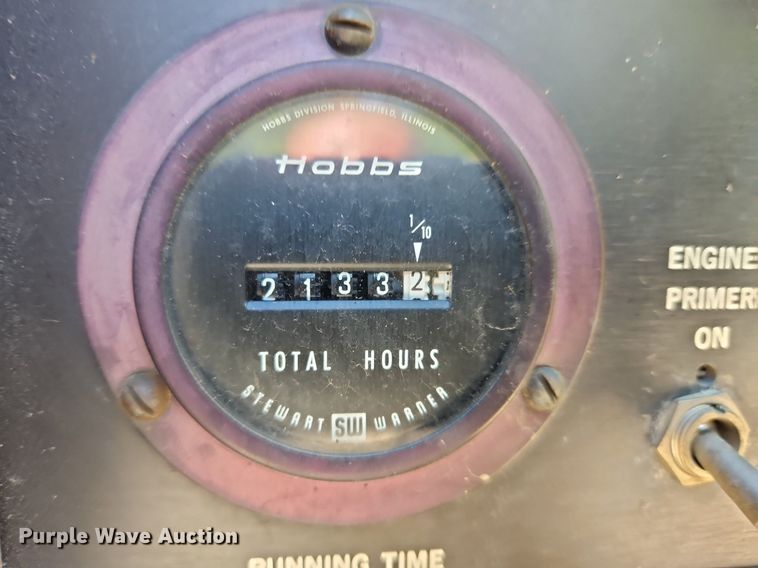 HOBBS DIVISION SPRINGFIELD, ILLINOIS
Hobbs
1/10
2 1 3 3 2
TOTAL HOURS
STEWART SW WARNER
ENGINE
PRIMER
ON
Purple Wave Auction
RUNNING TIME